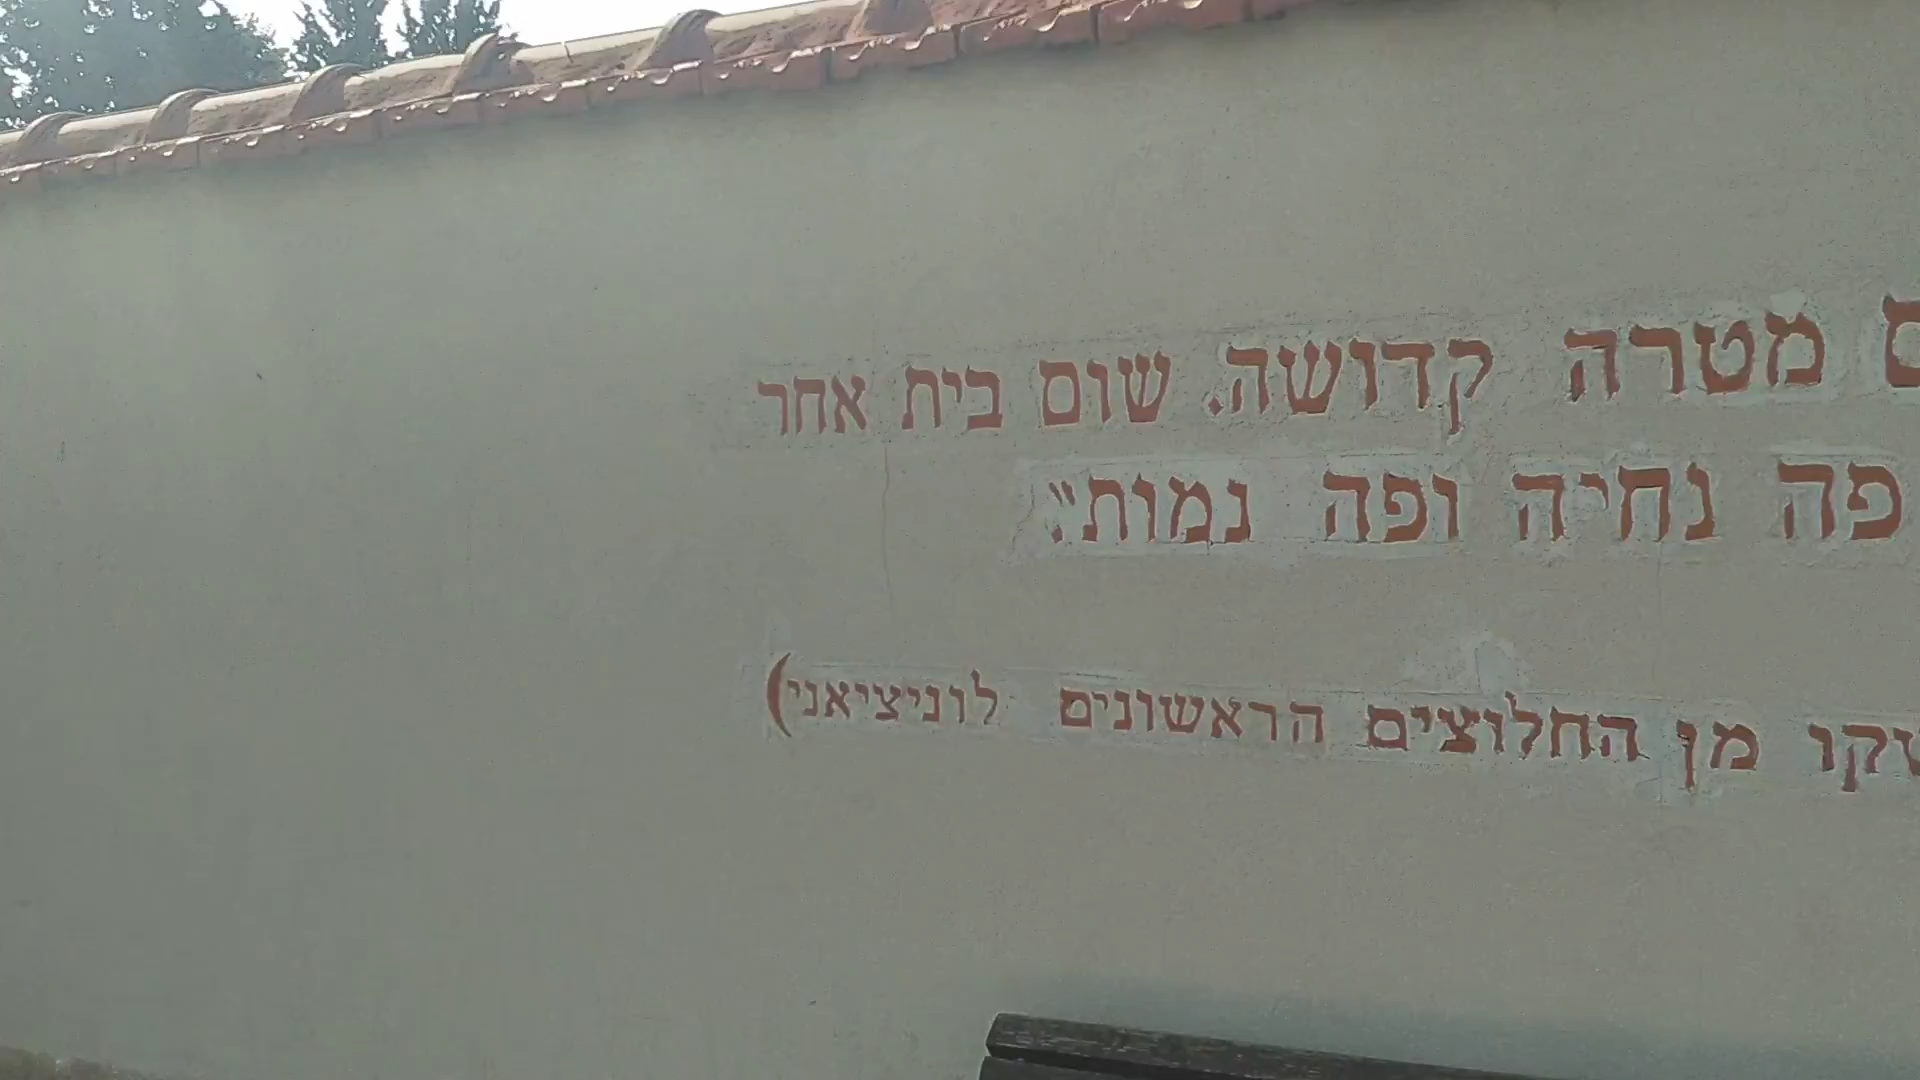 מטרה קדושה. שום בית אחר
פה נחיה ופה נמות".
מן החלוצים הראשונים לוניציאני)